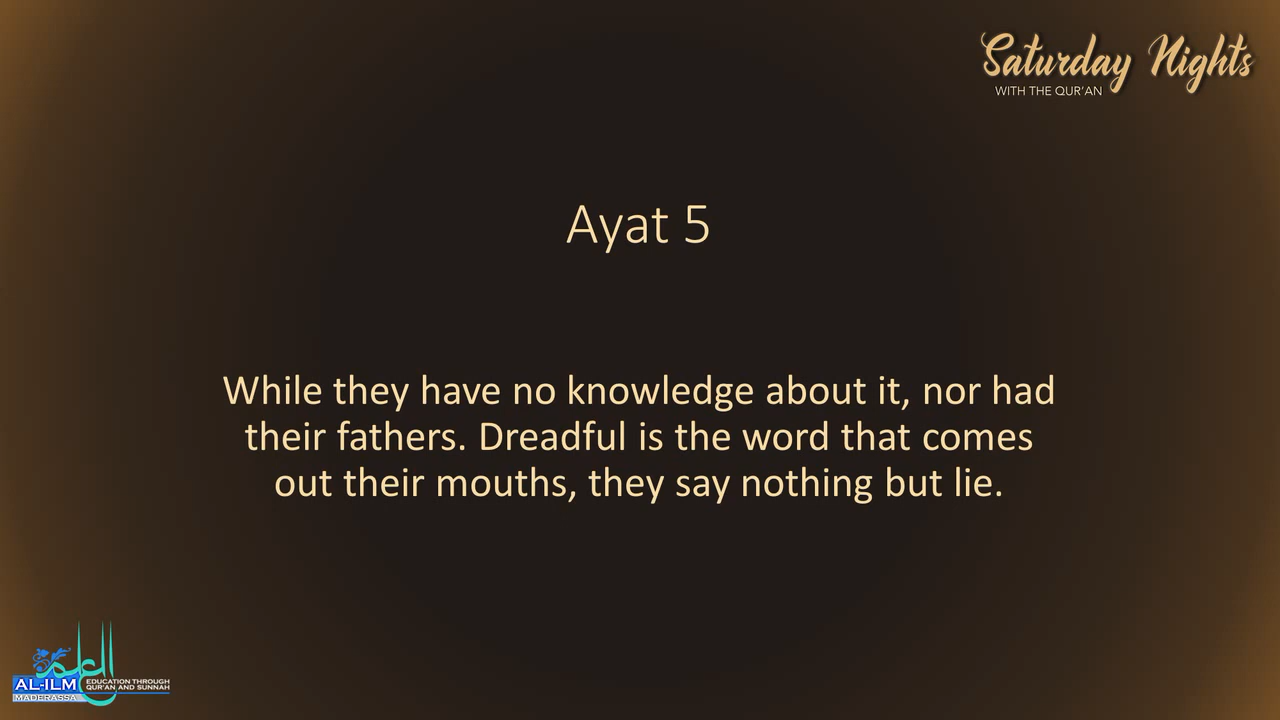 Saturday Nights
WITH THE QUR'AN
Ayat 5
While they have no knowledge about it, nor had
their fathers. Dreadful is the word that comes
out their mouths, they say nothing but lie.
العلم
AL-ILM
MADERASSA
EDUCATION THROUGH
QUR'AN AND SUNNAH